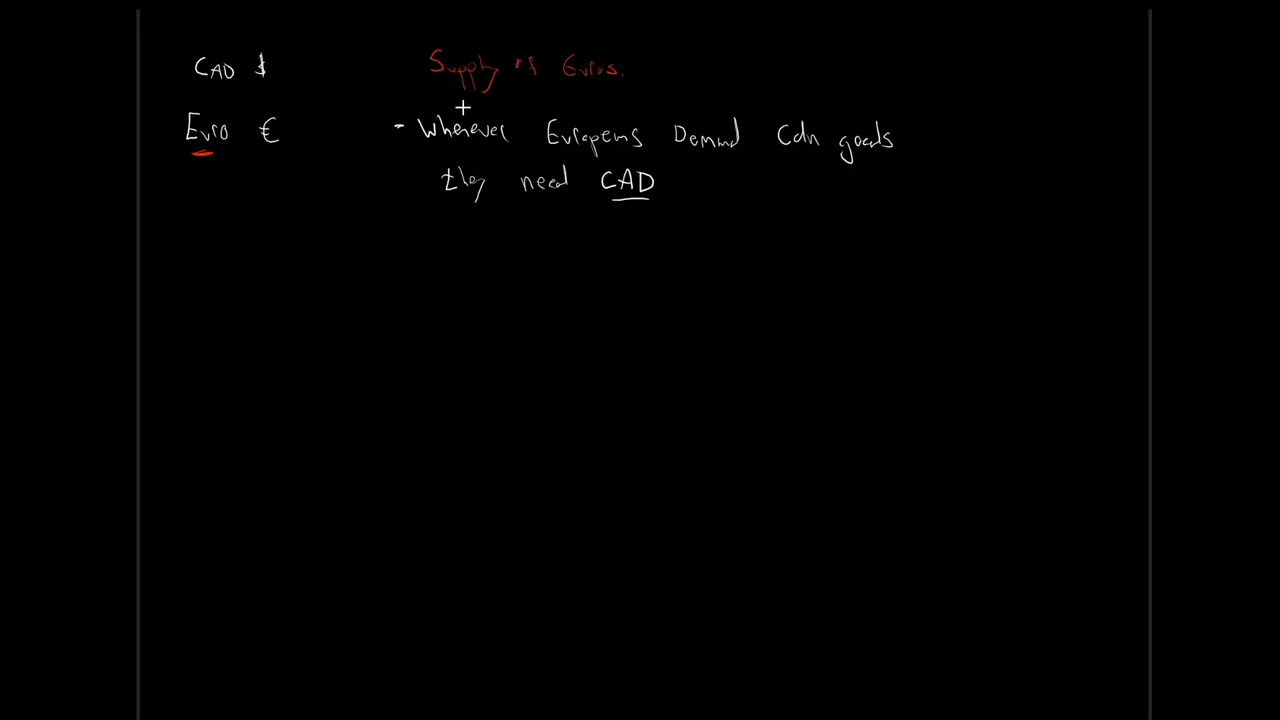 CAD $
Supply of Euros.
Euro €
- Whenever Europeans Demand Cdn goods
they need CAD